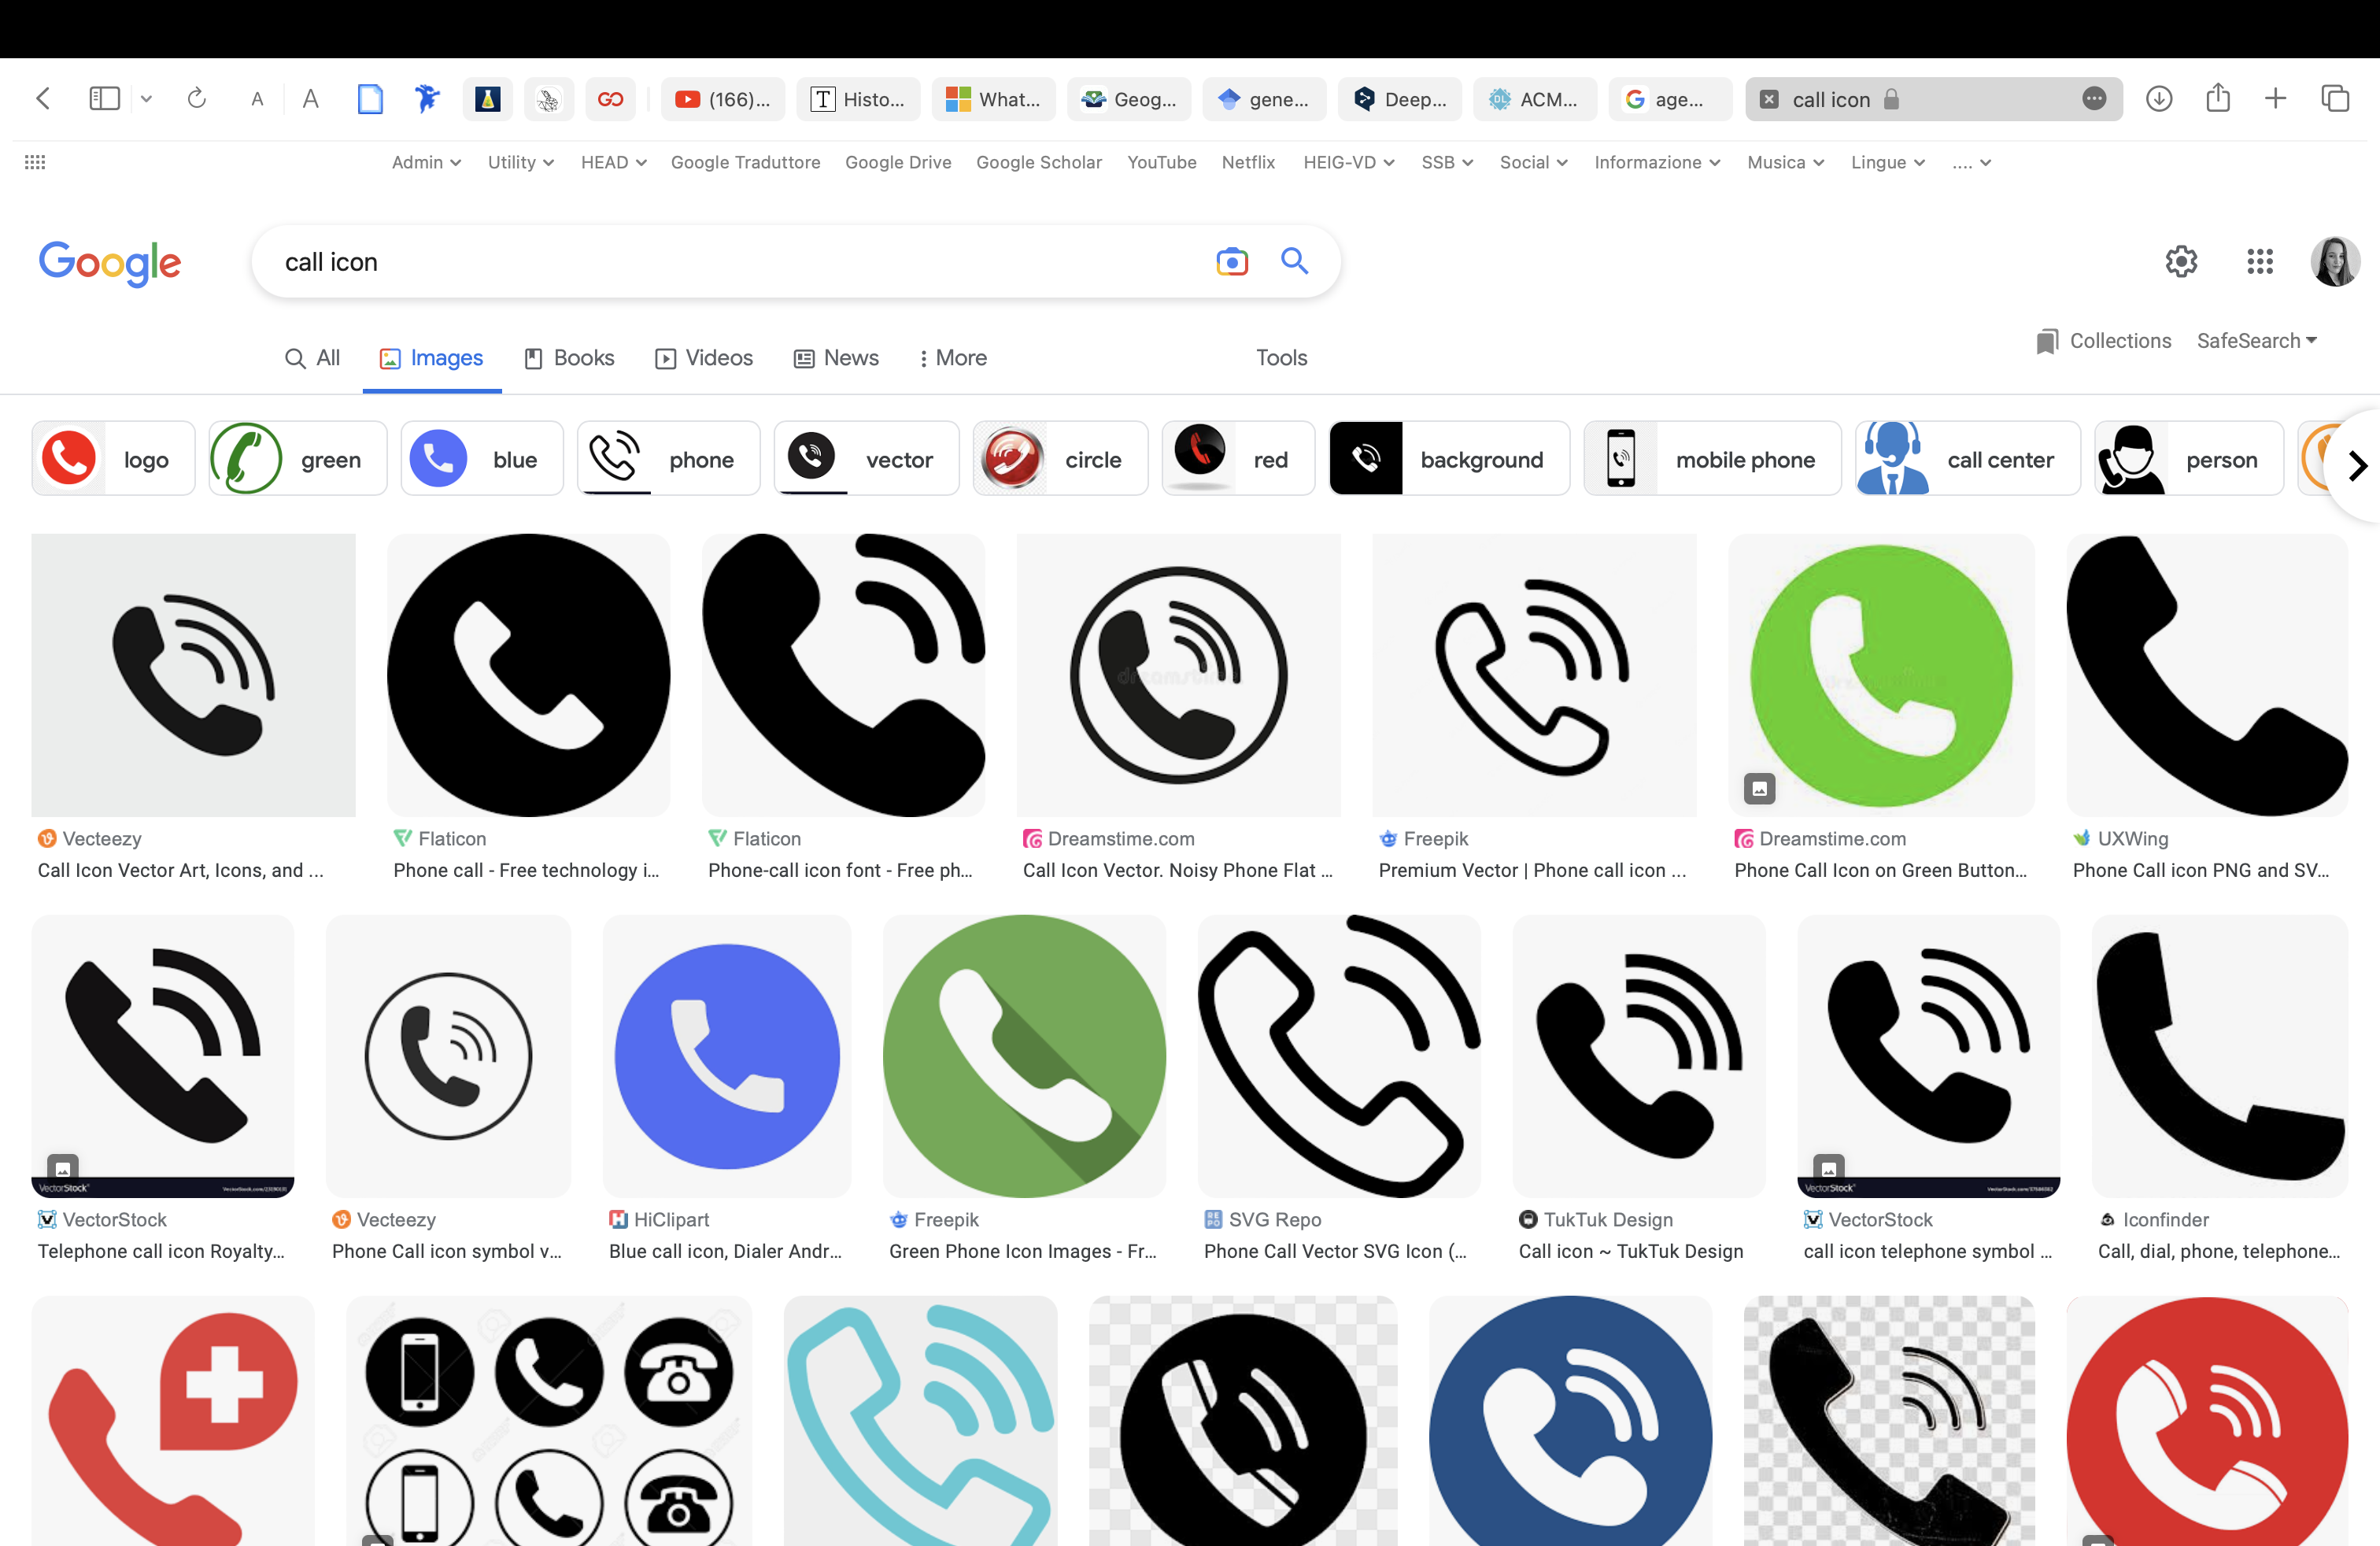 A A (166)... T Histo... What... Geog... gene... Deep... ACM... age... call icon
Admin Utility HEAD Google Traduttore Google Drive Google Scholar YouTube Netflix HEIG-VD SSB Social Informazione Musica Lingue ....
Google call icon
Collections SafeSearch
All Images Books Videos News More Tools
logo green blue phone vector circle red background mobile phone call center person
dreamstime
Vecteezy Flaticon Flaticon Dreamstime.com Freepik Dreamstime.com UXWing
Call Icon Vector Art, Icons, and ... Phone call - Free technology i... Phone-call icon font - Free ph... Call Icon Vector. Noisy Phone Flat ... Premium Vector | Phone call icon ... Phone Call Icon on Green Button... Phone Call icon PNG and SV...
VectorStock VectorStock
VectorStock Vecteezy HiClipart Freepik SVG Repo TukTuk Design VectorStock Iconfinder
Telephone call icon Royalty... Phone Call icon symbol v... Blue call icon, Dialer Andr... Green Phone Icon Images - Fr... Phone Call Vector SVG Icon (... Call icon ~ TukTuk Design call icon telephone symbol ... Call, dial, phone, telephone...